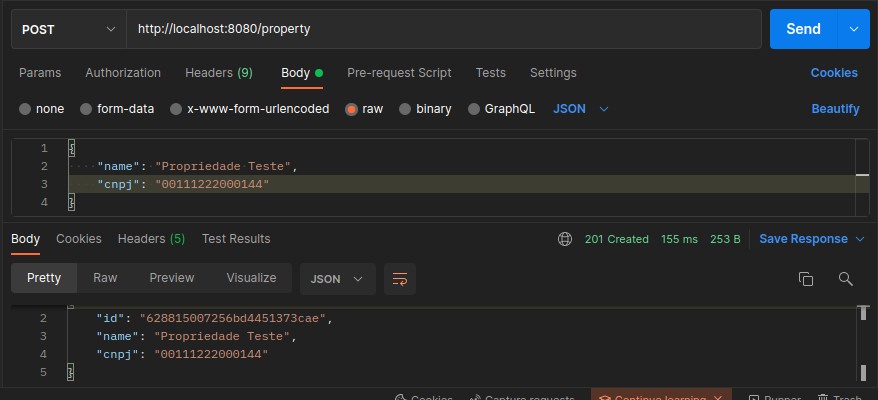 POST http://localhost:8080/property Send
Params Authorization Headers (9) Body Pre-request Script Tests Settings Cookies
none form-data x-www-form-urlencoded raw binary GraphQL JSON Beautify
1 {
2 "name": "Propriedade Teste",
3 "cnpj": "00111222000144"
4 }
Body Cookies Headers (5) Test Results 201 Created 155 ms 253 B Save Response
Pretty Raw Preview Visualize JSON
2 "id": "628815007256bd4451373cae",
3 "name": "Propriedade Teste",
4 "cnpj": "00111222000144"
5 }
Cookies Capture requests Continue learning Runner Trash